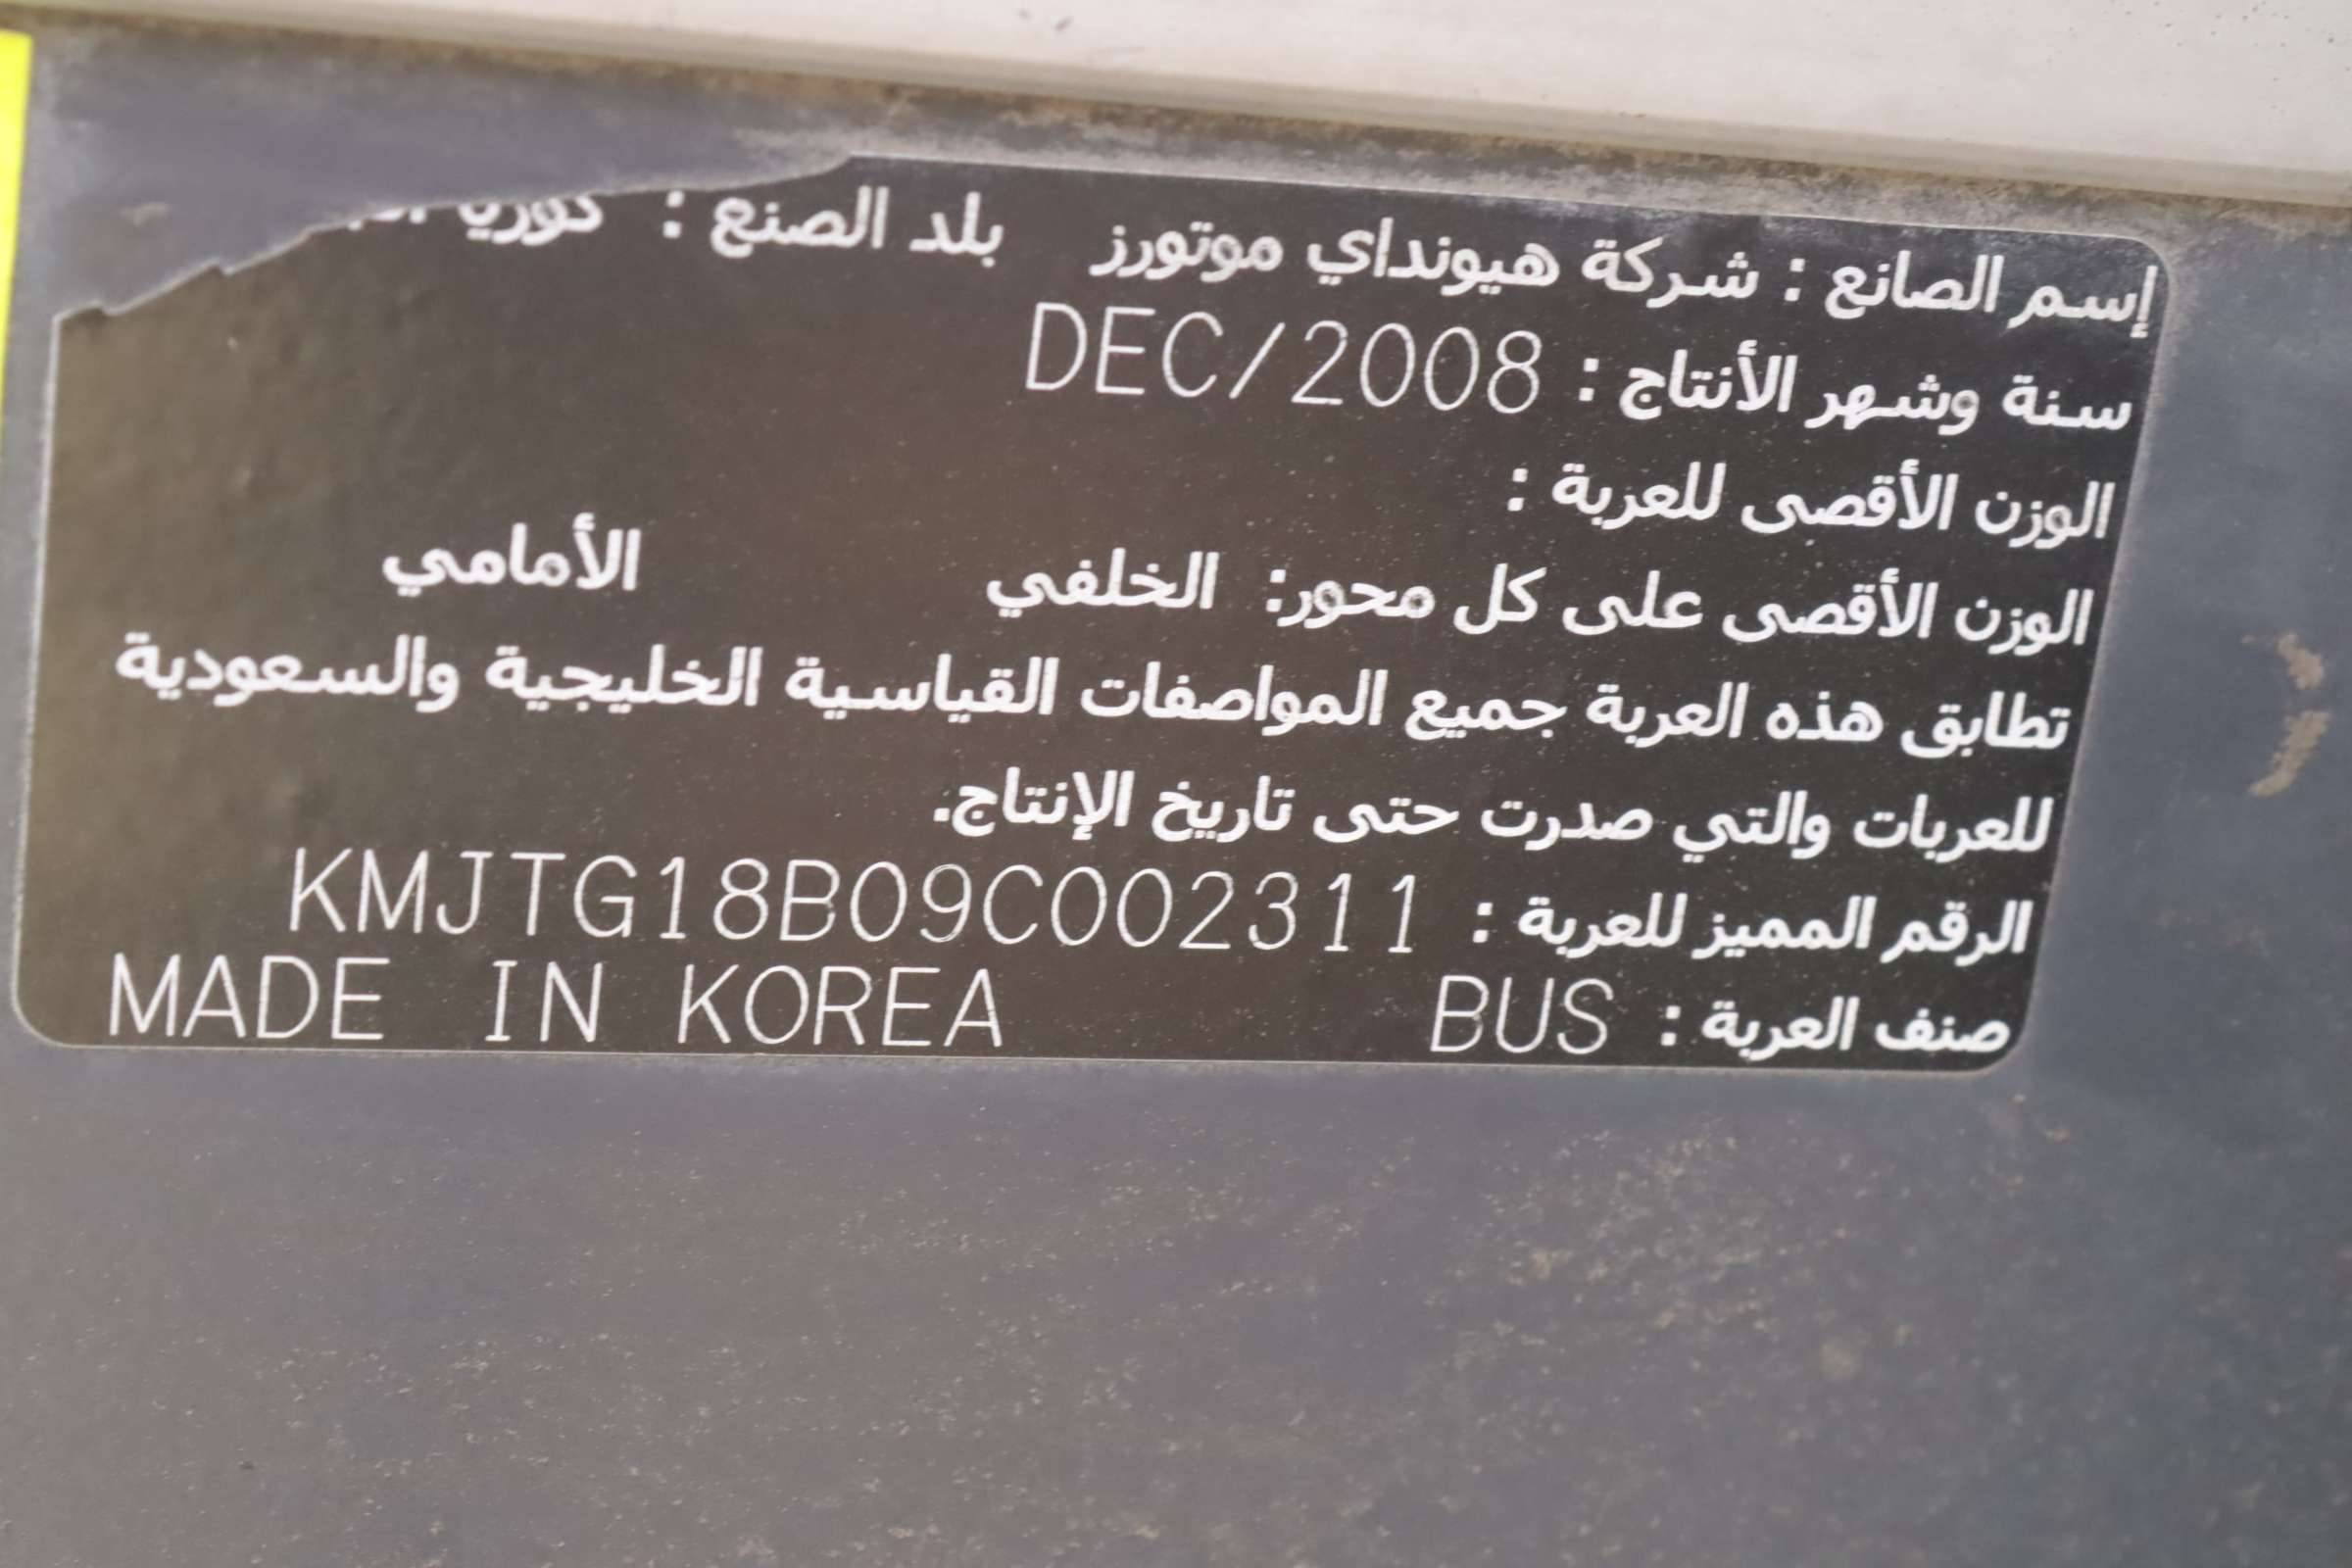 إسم الصانع : شركة هيونداي موتورز بلد الصنع : كوريا
سنة وشهر الأنتاج : DEC/2008
الوزن الأقصى للعربة :
الوزن الأقصى على كل محور: الخلفي الأمامي
تطابق هذه العربة جميع المواصفات القياسية الخليجية والسعودية
للعربات والتي صدرت حتى تاريخ الإنتاج.
الرقم المميز للعربة : KMJTG18B09C002311
صنف العربة : BUS MADE IN KOREA